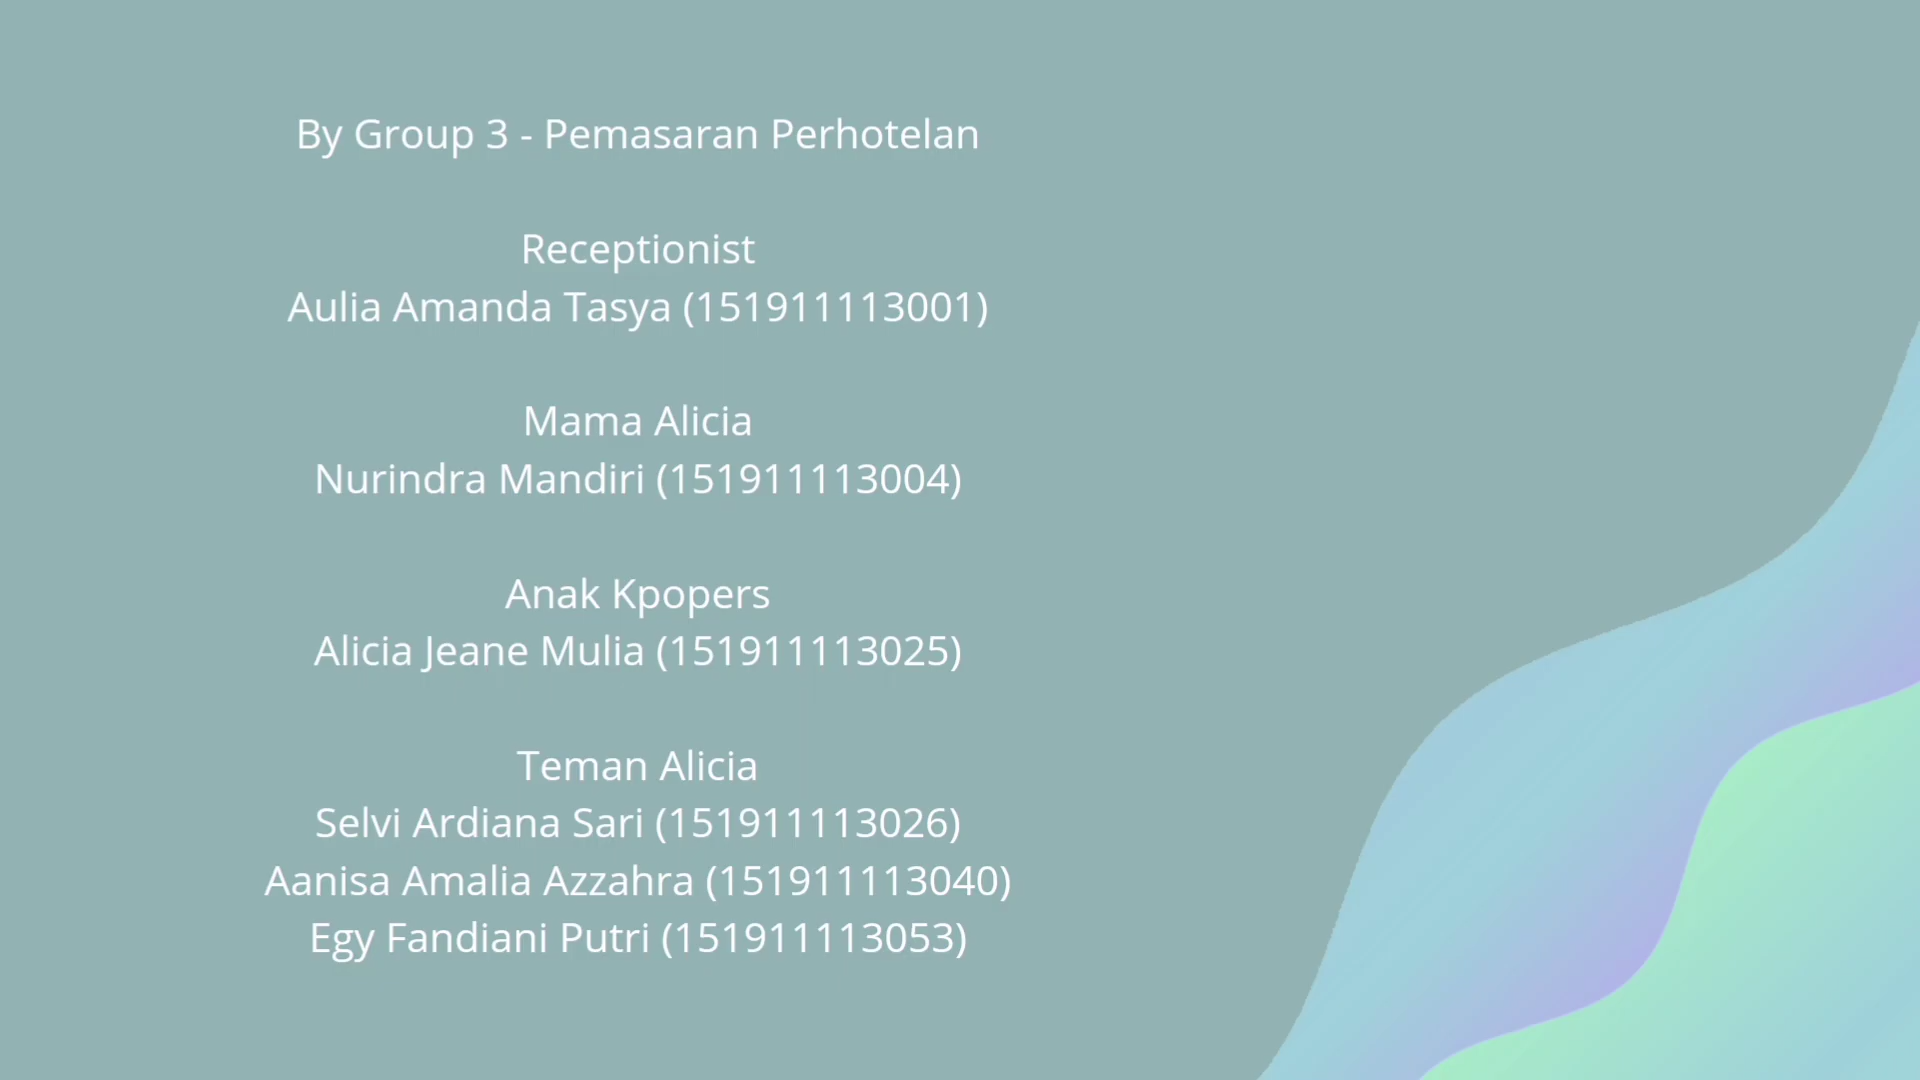 By Group 3 - Pemasaran Perhotelan
Receptionist
Aulia Amanda Tasya (151911113001)
Mama Alicia
Nurindra Mandiri (151911113004)
Anak Kpopers
Alicia Jeane Mulia (151911113025)
Teman Alicia
Selvi Ardiana Sari (151911113026)
Aanisa Amalia Azzahra (151911113040)
Egy Fandiani Putri (151911113053)